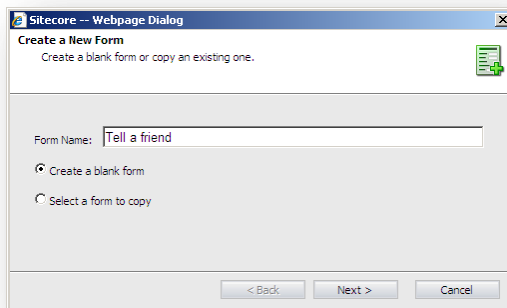 Sitecore -- Webpage Dialog
Create a New Form
Create a blank form or copy an existing one.
Form Name: Tell a friend
Create a blank form
Select a form to copy
< Back Next > Cancel